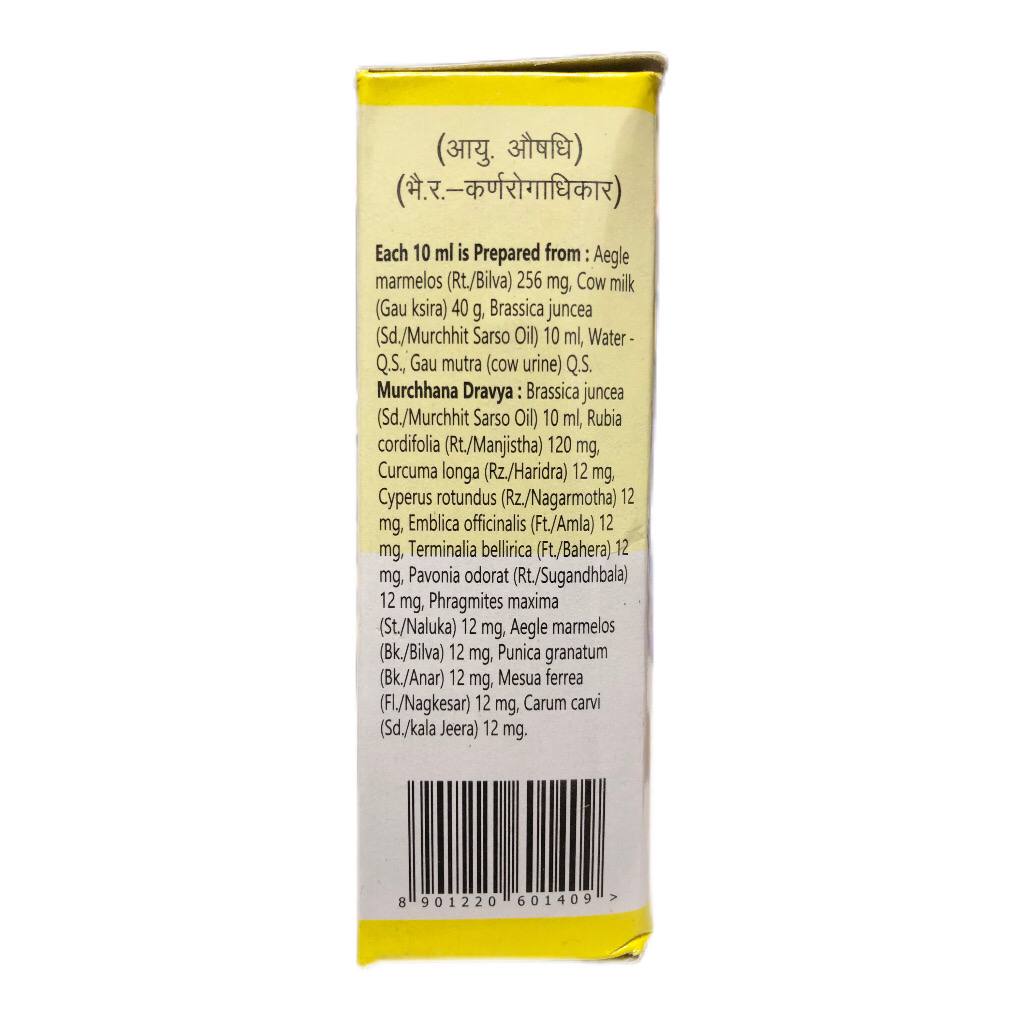 (आयु. औषधि)
(भै.र.–कर्णरोगाधिकार)
Each 10 ml is Prepared from : Aegle
marmelos (Rt./Bilva) 256 mg, Cow milk
(Gau ksira) 40 g, Brassica juncea
(Sd./Murchhit Sarso Oil) 10 ml, Water -
Q.S., Gau mutra (cow urine) Q.S.
Murchhana Dravya : Brassica juncea
(Sd./Murchhit Sarso Oil) 10 ml, Rubia
cordifolia (Rt./Manjistha) 120 mg,
Curcuma longa (Rz./Haridra) 12 mg,
Cyperus rotundus (Rz./Nagarmotha) 12
mg, Emblica officinalis (Ft./Amla) 12
mg, Terminalia bellirica (Ft./Bahera) 12
mg, Pavonia odorat (Rt./Sugandhbala)
12 mg, Phragmites maxima
(St./Naluka) 12 mg, Aegle marmelos
(Bk./Bilva) 12 mg, Punica granatum
(Bk./Anar) 12 mg, Mesua ferrea
(Fl./Nagkesar) 12 mg, Carum carvi
(Sd./kala Jeera) 12 mg.
8 901220 601409 >